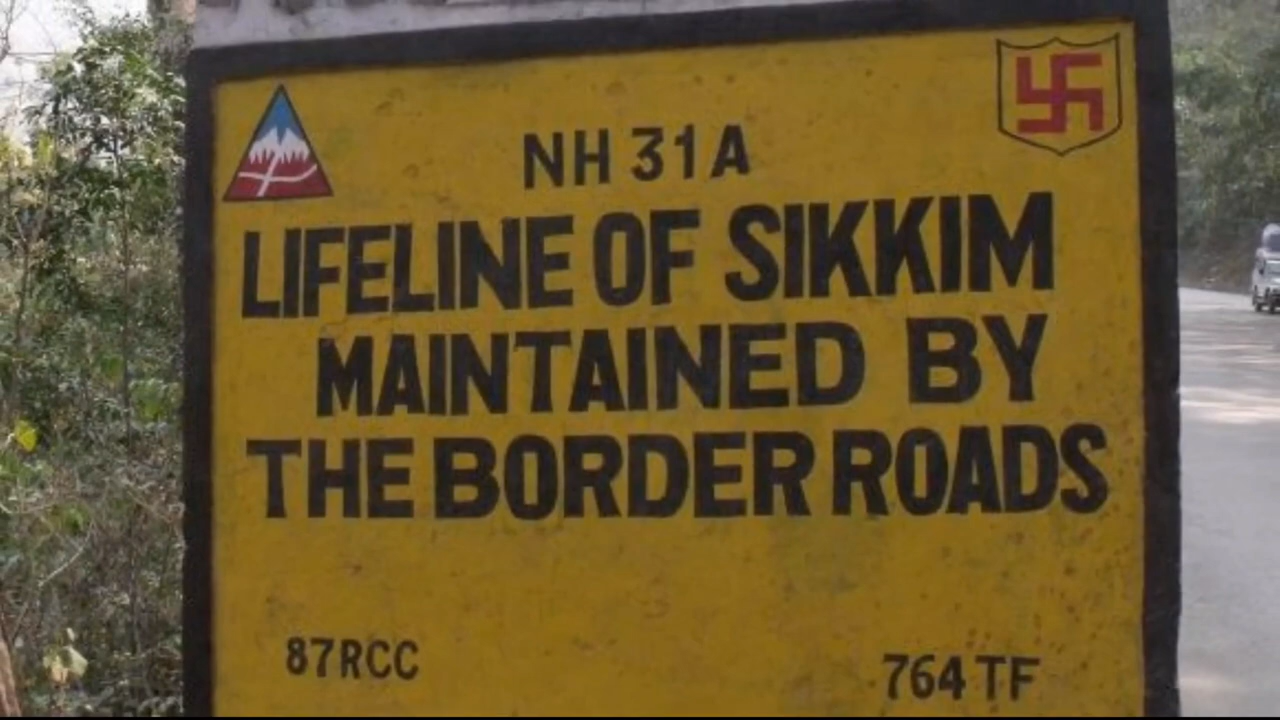 NH 31A
LIFELINE OF SIKKIM
MAINTAINED BY
THE BORDER ROADS
87RCC
764 TF